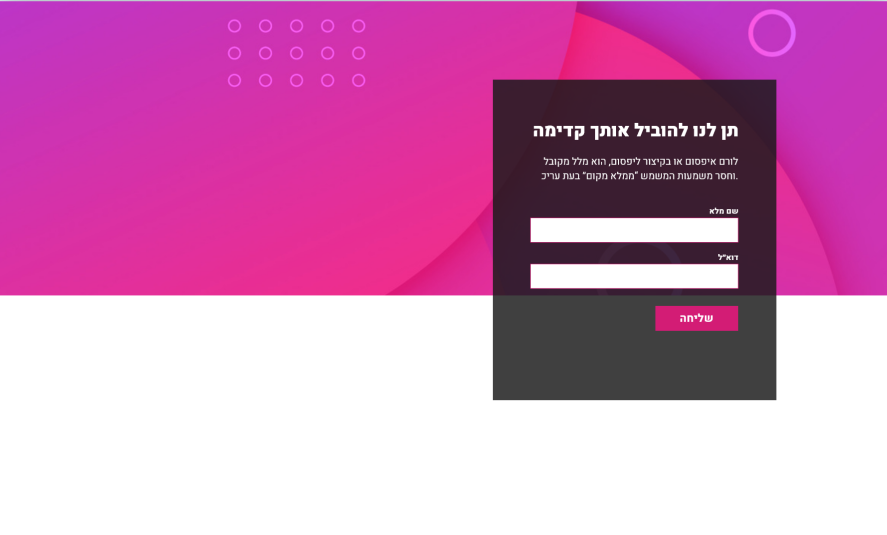 תן לנו להוביל אותך קדימה
לורם איפסום או בקיצור ליפסום, הוא מלל מקובל
וחסר משמעות המשמש "ממלא מקום" בעת עריכ.
שם מלא
דוא״ל
שליחה